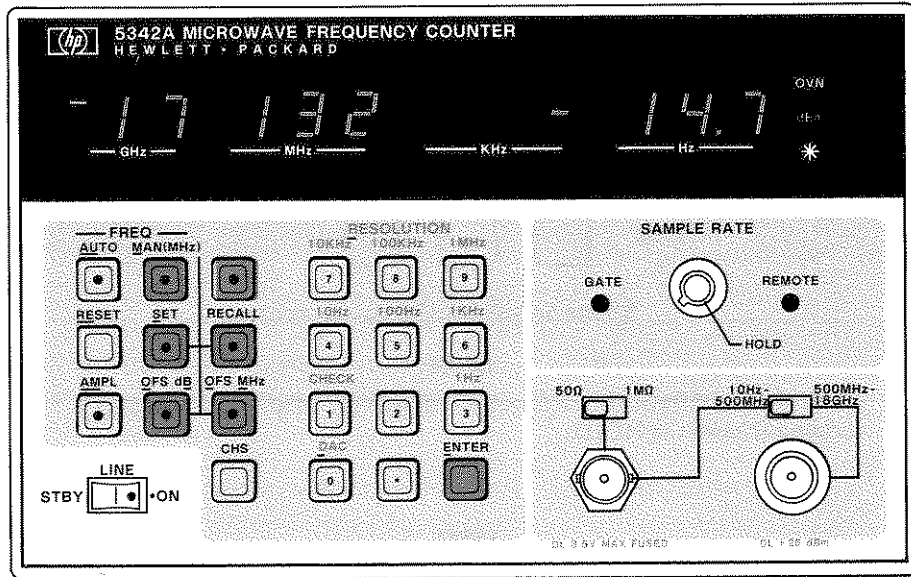 hp 5342A MICROWAVE FREQUENCY COUNTER
HEWLETT • PACKARD
-17 132 - 14.7
OVN
dBm
GHz MHz KHz Hz
FREQ
AUTO MAN(MHz)
RESET SET RECALL
AMPL OFS dB OFS MHz
CHS
LINE
STBY •ON
RESOLUTION
10KHz 100KHz 1MHz
7 8 9
10Hz 100Hz 1KHz
4 5 6
CHECK 1Hz
1 2 3
DAC ENTER
0 •
SAMPLE RATE
GATE REMOTE
HOLD
50Ω 1MΩ
10Hz-
500MHz
500MHz-
18GHz
MAX FUSED